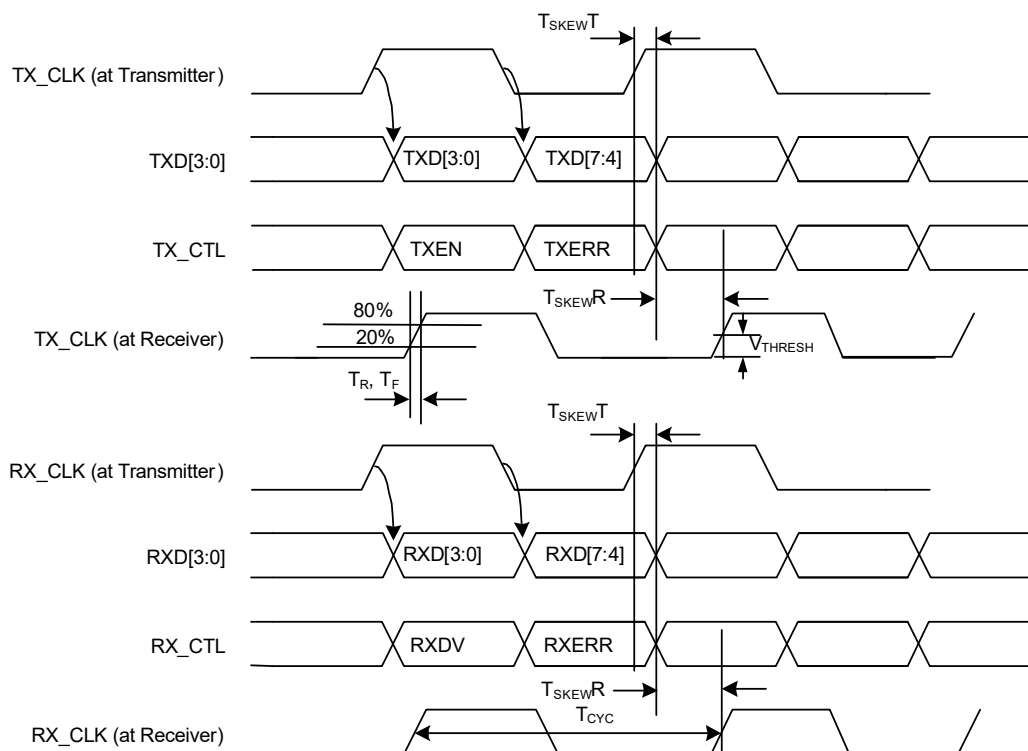 TSKEWT
TX_CLK (at Transmitter)
TXD[3:0]
TXD[3:0]
TXD[7:4]
TX_CTL
TXEN
TXERR
TSKEWR
80%
TX_CLK (at Receiver)
20%
VTHRESH
TR, TF
TSKEWT
RX_CLK (at Transmitter)
RXD[3:0]
RXD[3:0]
RXD[7:4]
RX_CTL
RXDV
RXERR
TSKEWR
TCYC
RX_CLK (at Receiver)